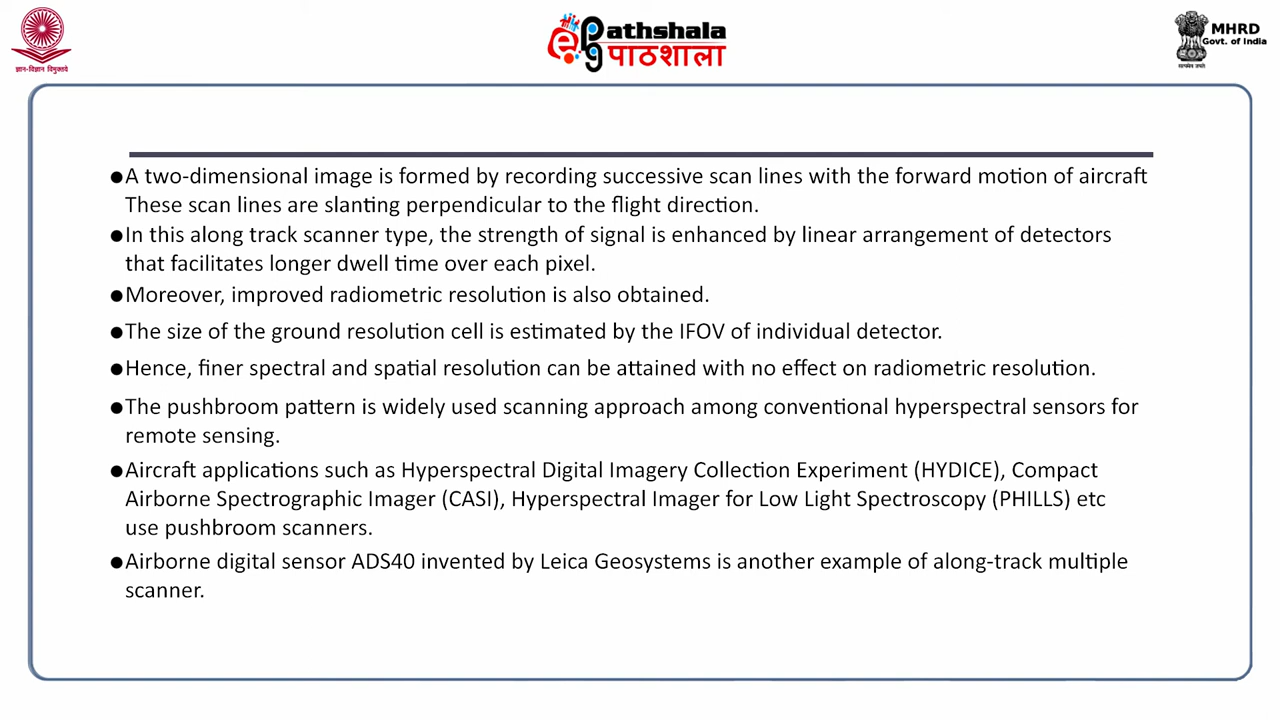 ज्ञान-विज्ञान विमुक्तये
epg Pathshala
पाठशाला
MHRD
Govt. of India
सत्यमेव जयते
●A two-dimensional image is formed by recording successive scan lines with the forward motion of aircraft
These scan lines are slanting perpendicular to the flight direction.
●In this along track scanner type, the strength of signal is enhanced by linear arrangement of detectors
that facilitates longer dwell time over each pixel.
●Moreover, improved radiometric resolution is also obtained.
●The size of the ground resolution cell is estimated by the IFOV of individual detector.
●Hence, finer spectral and spatial resolution can be attained with no effect on radiometric resolution.
●The pushbroom pattern is widely used scanning approach among conventional hyperspectral sensors for
remote sensing.
●Aircraft applications such as Hyperspectral Digital Imagery Collection Experiment (HYDICE), Compact
Airborne Spectrographic Imager (CASI), Hyperspectral Imager for Low Light Spectroscopy (PHILLS) etc
use pushbroom scanners.
●Airborne digital sensor ADS40 invented by Leica Geosystems is another example of along-track multiple
scanner.